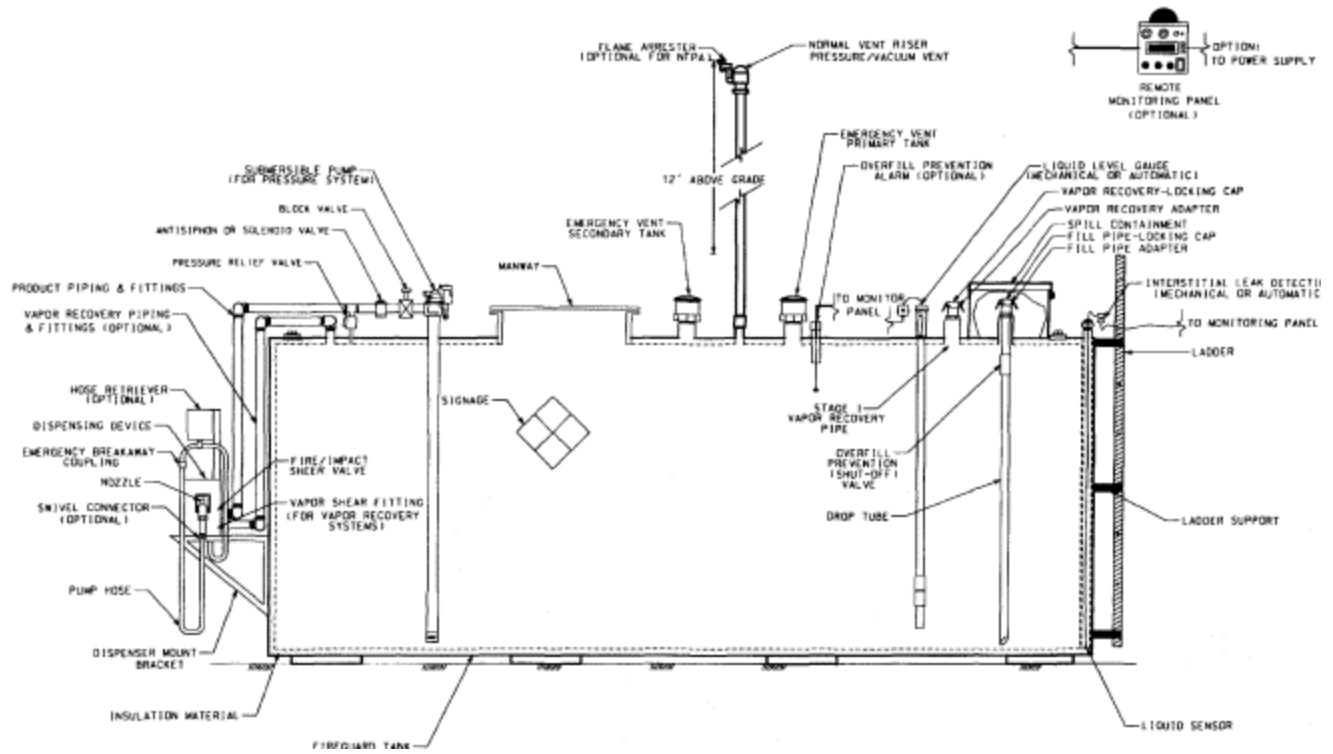 FLAME ARRESTER
(OPTIONAL FOR NFPA)
NORMAL VENT RISER
PRESSURE/VACUUM VENT
OPTION:
TO POWER SUPPLY
REMOTE
MONITORING PANEL
(OPTIONAL)
SUBMERSIBLE PUMP
(FOR PRESSURE SYSTEM)
BLOCK VALVE
ANTISIPHON OR SOLENOID VALVE
PRESSURE RELIEF VALVE
PRODUCT PIPING & FITTINGS
VAPOR RECOVERY PIPING
& FITTINGS (OPTIONAL)
MANWAY
EMERGENCY VENT
SECONDARY TANK
12' ABOVE GRADE
EMERGENCY VENT
PRIMARY TANK
OVERFILL PREVENTION
ALARM (OPTIONAL)
TO MONITOR
PANEL
LIQUID LEVEL GAUGE
(MECHANICAL OR AUTOMATIC)
VAPOR RECOVERY-LOCKING CAP
VAPOR RECOVERY ADAPTER
SPILL CONTAINMENT
FILL PIPE-LOCKING CAP
FILL PIPE ADAPTER
INTERSTITIAL LEAK DETECTI
(MECHANICAL OR AUTOMATIC
TO MONITORING PANEL
LADDER
HOSE RETRIEVER
(OPTIONAL)
DISPENSING DEVICE
EMERGENCY BREAKAWAY
COUPLING
NOZZLE
SWIVEL CONNECTOR
(OPTIONAL)
FIRE/IMPACT
SHEER VALVE
VAPOR SHEAR FITTING
(FOR VAPOR RECOVERY
SYSTEMS)
SIGNAGE
STAGE 1
VAPOR RECOVERY
PIPE
OVERFILL
PREVENTION
(SHUT-OFF)
VALVE
DROP TUBE
LADDER SUPPORT
PUMP HOSE
DISPENSER MOUNT
BRACKET
INSULATION MATERIAL
FIREGUARD TANK
LIQUID SENSOR